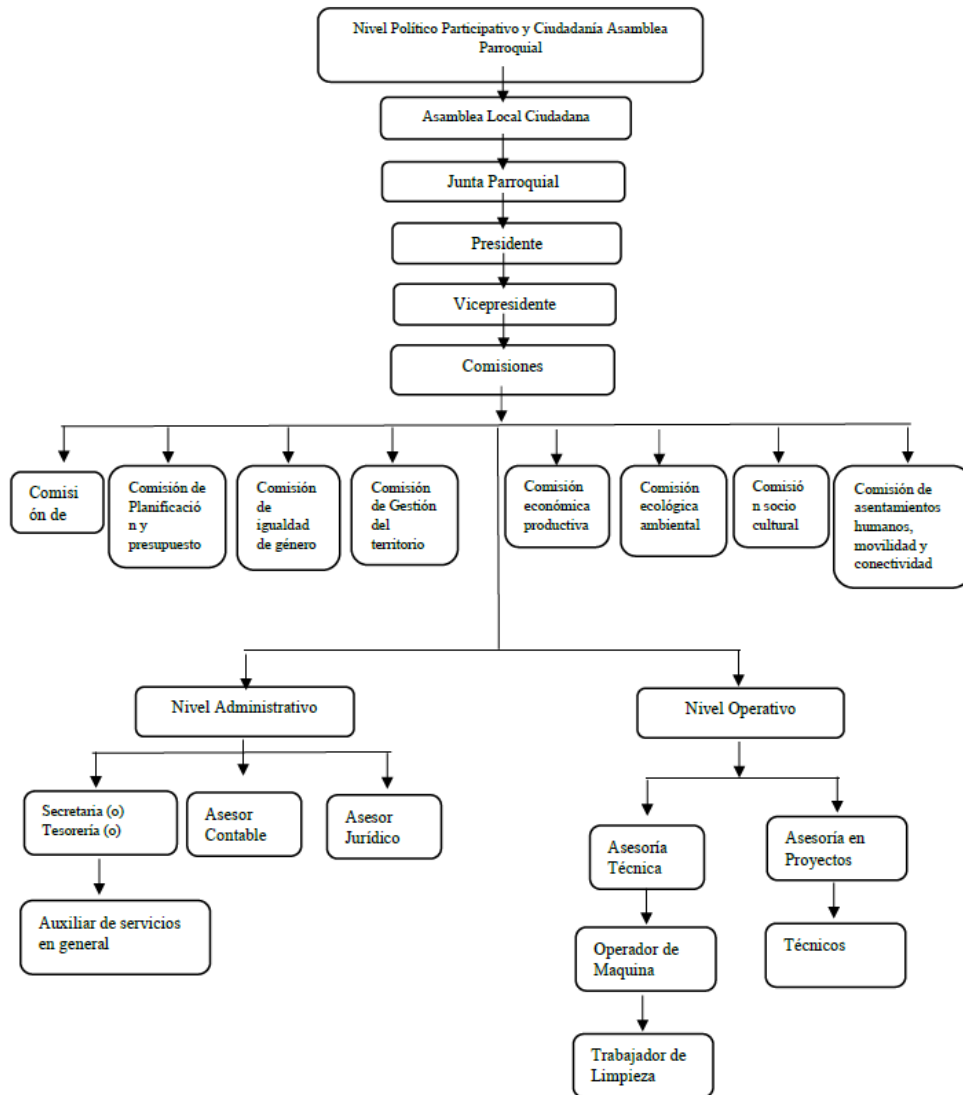 Nivel Político Participativo y Ciudadanía Asamblea
Parroquial
Asamblea Local Ciudadana
Junta Parroquial
Presidente
Vicepresidente
Comisiones
Comisi
ón de
Comisión de
Planificació
n y
presupuesto
Comisión
de
igualdad
de género
Comisión
de Gestión
del
territorio
Comisión
económica
productiva
Comisión
ecológica
ambiental
Comisió
n socio
cultural
Comisión de
asentamientos
humanos,
movilidad y
conectividad
Nivel Administrativo
Nivel Operativo
Secretaria (o)
Tesorería (o)
Asesor
Contable
Asesor
Jurídico
Asesoría
Técnica
Asesoría en
Proyectos
Auxiliar de servicios
en general
Operador de
Maquina
Técnicos
Trabajador de
Limpieza